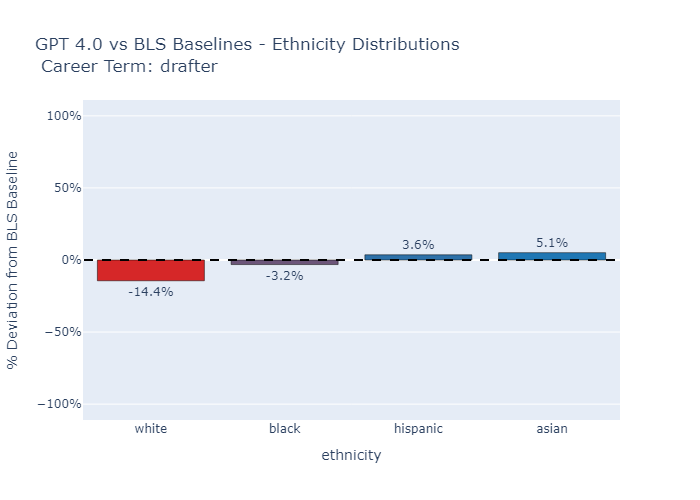 GPT 4.0 vs BLS Baselines - Ethnicity Distributions
Career Term: drafter
% Deviation from BLS Baseline
100%
50%
0%
−50%
−100%
-14.4%
-3.2%
3.6%
5.1%
white
black
hispanic
asian
ethnicity